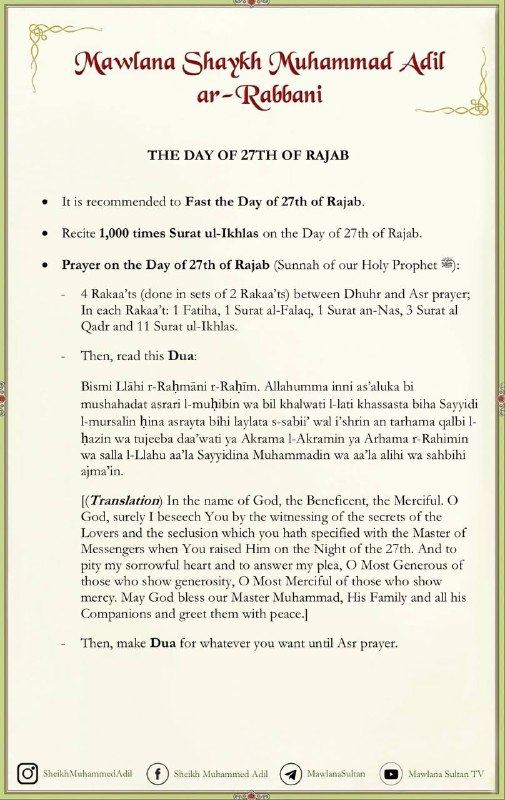 Mawlana Shaykh Muhammad Adil
ar-Rabbani
THE DAY OF 27TH OF RAJAB
• It is recommended to Fast the Day of 27th of Rajab.
• Recite 1,000 times Surat ul-Ikhlas on the Day of 27th of Rajab.
• Prayer on the Day of 27th of Rajab (Sunnah of our Holy Prophet ﷺ):
- 4 Rakaa'ts (done in sets of 2 Rakaa'ts) between Dhuhr and Asr prayer;
In each Rakaa't: 1 Fatiha, 1 Surat al-Falaq, 1 Surat an-Nas, 3 Surat al
Qadr and 11 Surat ul-Ikhlas.
- Then, read this Dua:
Bismi Llāhi r-Raḥmāni r-Raḥīm. Allahumma inni as'aluka bi
mushahadat asrari l-muḥibin wa bil khalwati l-lati khassasta biha Sayyidi
l-mursalin ḥina asrayta bihi laylata s-sabii' wal i'shrin an tarhama qalbi l-
ḥazin wa tujeeba daa'wati ya Akrama l-Akramin ya Arhama r-Rahimin
wa salla l-Llahu aa'la Sayyidina Muhammadin wa aa'la alihi wa sahbihi
ajma'in.
[(Translation) In the name of God, the Beneficent, the Merciful. O
God, surely I beseech You by the witnessing of the secrets of the
Lovers and the seclusion which you hath specified with the Master of
Messengers when You raised Him on the Night of the 27th. And to
pity my sorrowful heart and to answer my plea, O Most Generous of
those who show generosity, O Most Merciful of those who show
mercy. May God bless our Master Muhammad, His Family and all his
Companions and greet them with peace.]
- Then, make Dua for whatever you want until Asr prayer.
SheikhMuhammedAdil Sheikh Muhammed Adil MawlanaSultan Mawlana Sultan TV